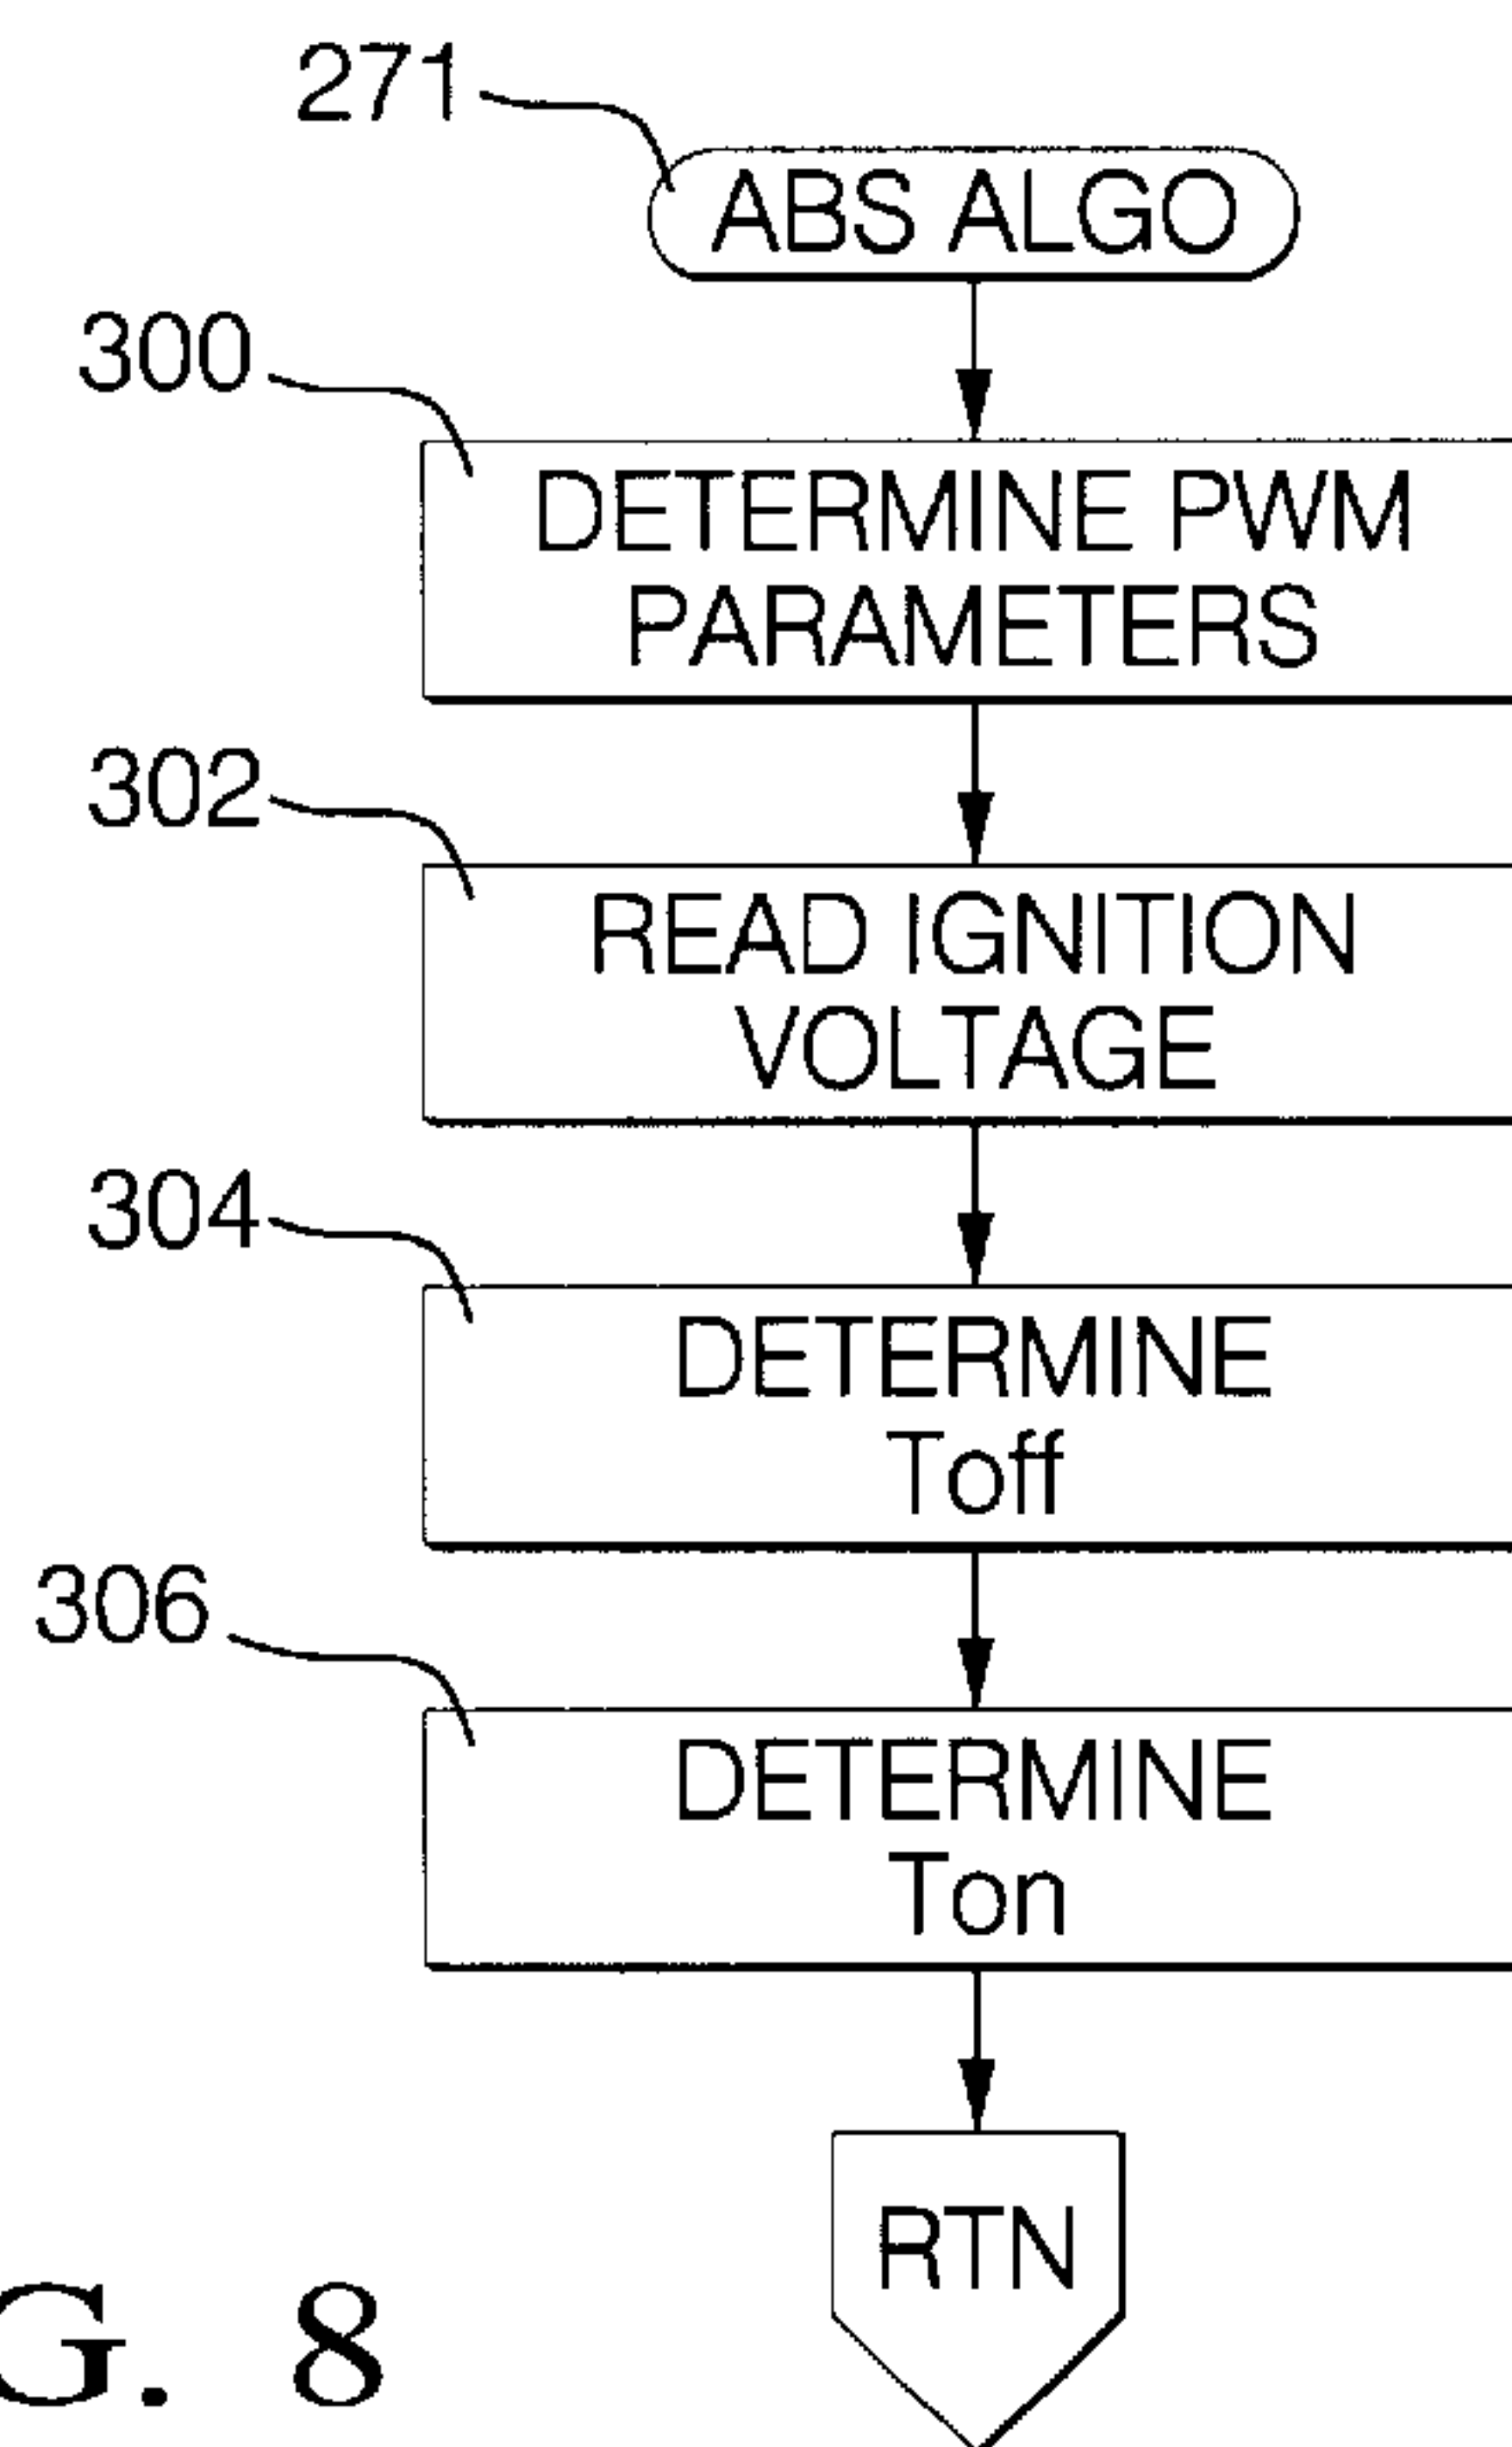 271
ABS ALGO
300
DETERMINE PWM
PARAMETERS
302
READ IGNITION
VOLTAGE
304
DETERMINE
Toff
306
DETERMINE
Ton
RTN
G. 8